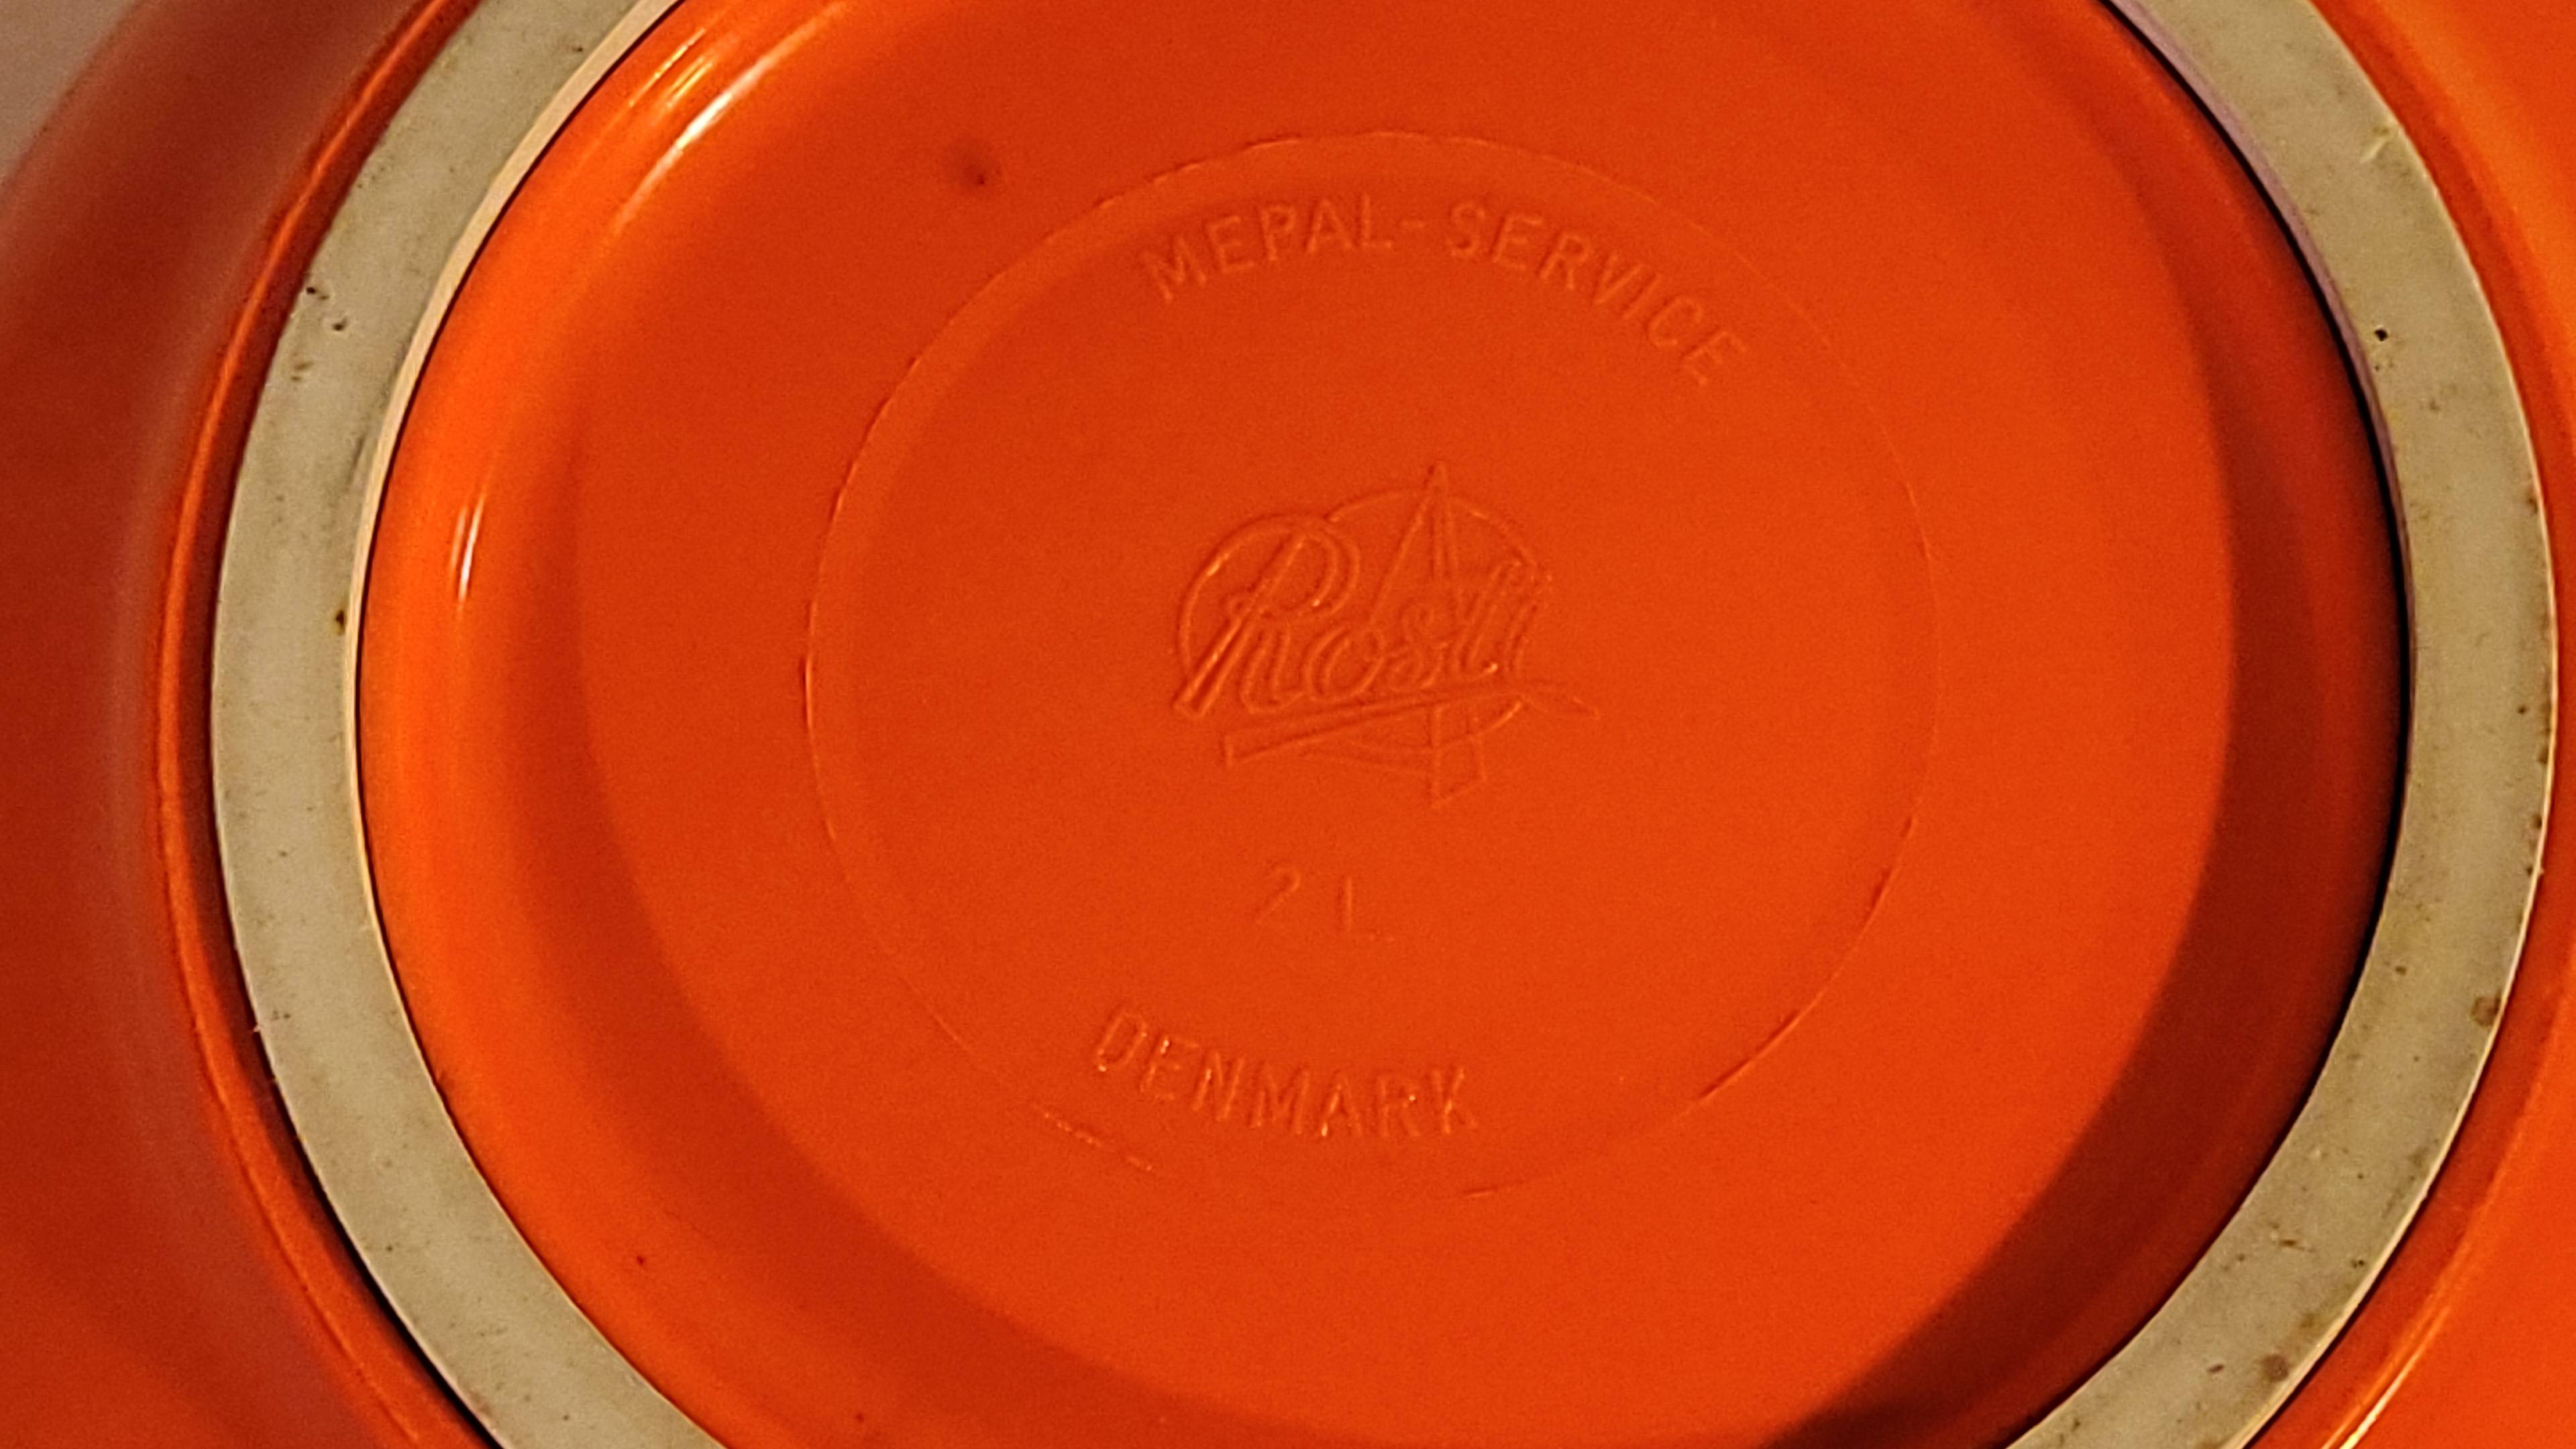 MEPAL-SERVICE
Rosti
2 L
DENMARK